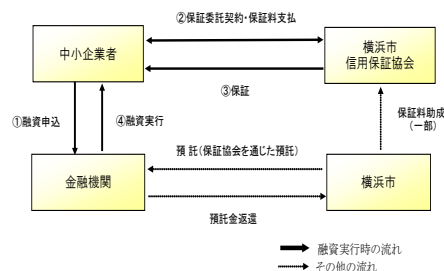 ②保証委託契約・保証料支払
中小企業者
横浜市
信用保証協会
③保証
①融資申込
④融資実行
保証料助成
(一部)
預 託(保証協会を通じた預託)
金融機関
横浜市
預託金返還
融資実行時の流れ
その他の流れ